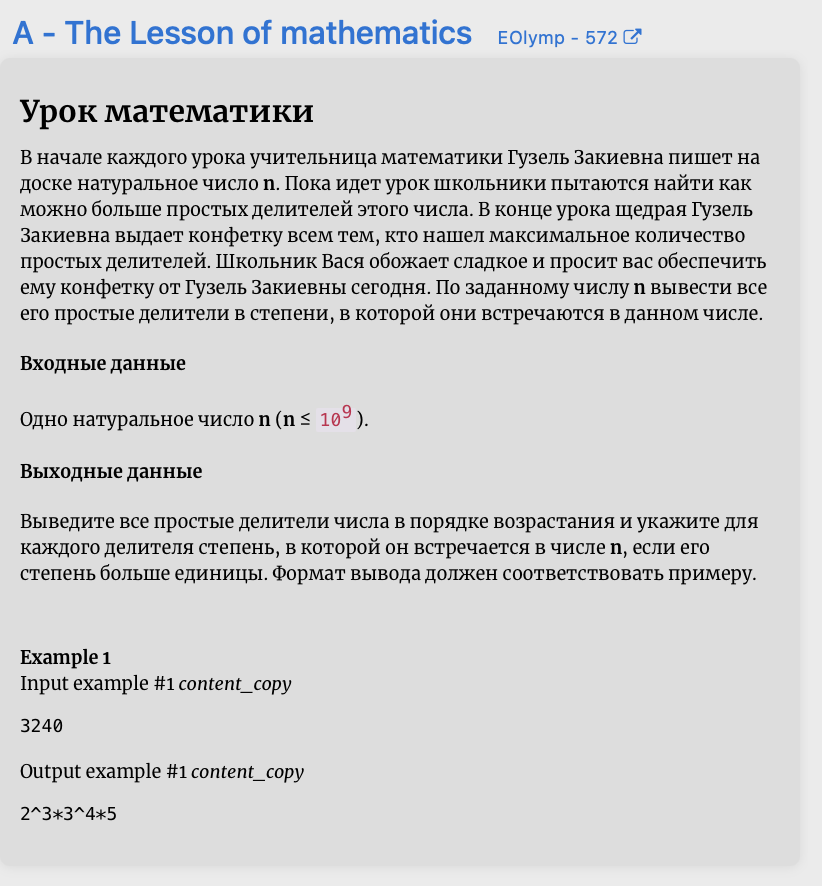 A - The Lesson of mathematics EOlymp - 572
Урок математики
В начале каждого урока учительница математики Гузель Закиевна пишет на
доске натуральное число n. Пока идет урок школьники пытаются найти как
можно больше простых делителей этого числа. В конце урока щедрая Гузель
Закиевна выдает конфетку всем тем, кто нашел максимальное количество
простых делителей. Школьник Вася обожает сладкое и просит вас обеспечить
ему конфетку от Гузель Закиевны сегодня. По заданному числу n вывести все
его простые делители в степени, в которой они встречаются в данном числе.
Входные данные
Одно натуральное число n (n ≤ 10^9).
Выходные данные
Выведите все простые делители числа в порядке возрастания и укажите для
каждого делителя степень, в которой он встречается в числе n, если его
степень больше единицы. Формат вывода должен соответствовать примеру.
Example 1
Input example #1 content_copy
3240
Output example #1 content_copy
2^3*3^4*5